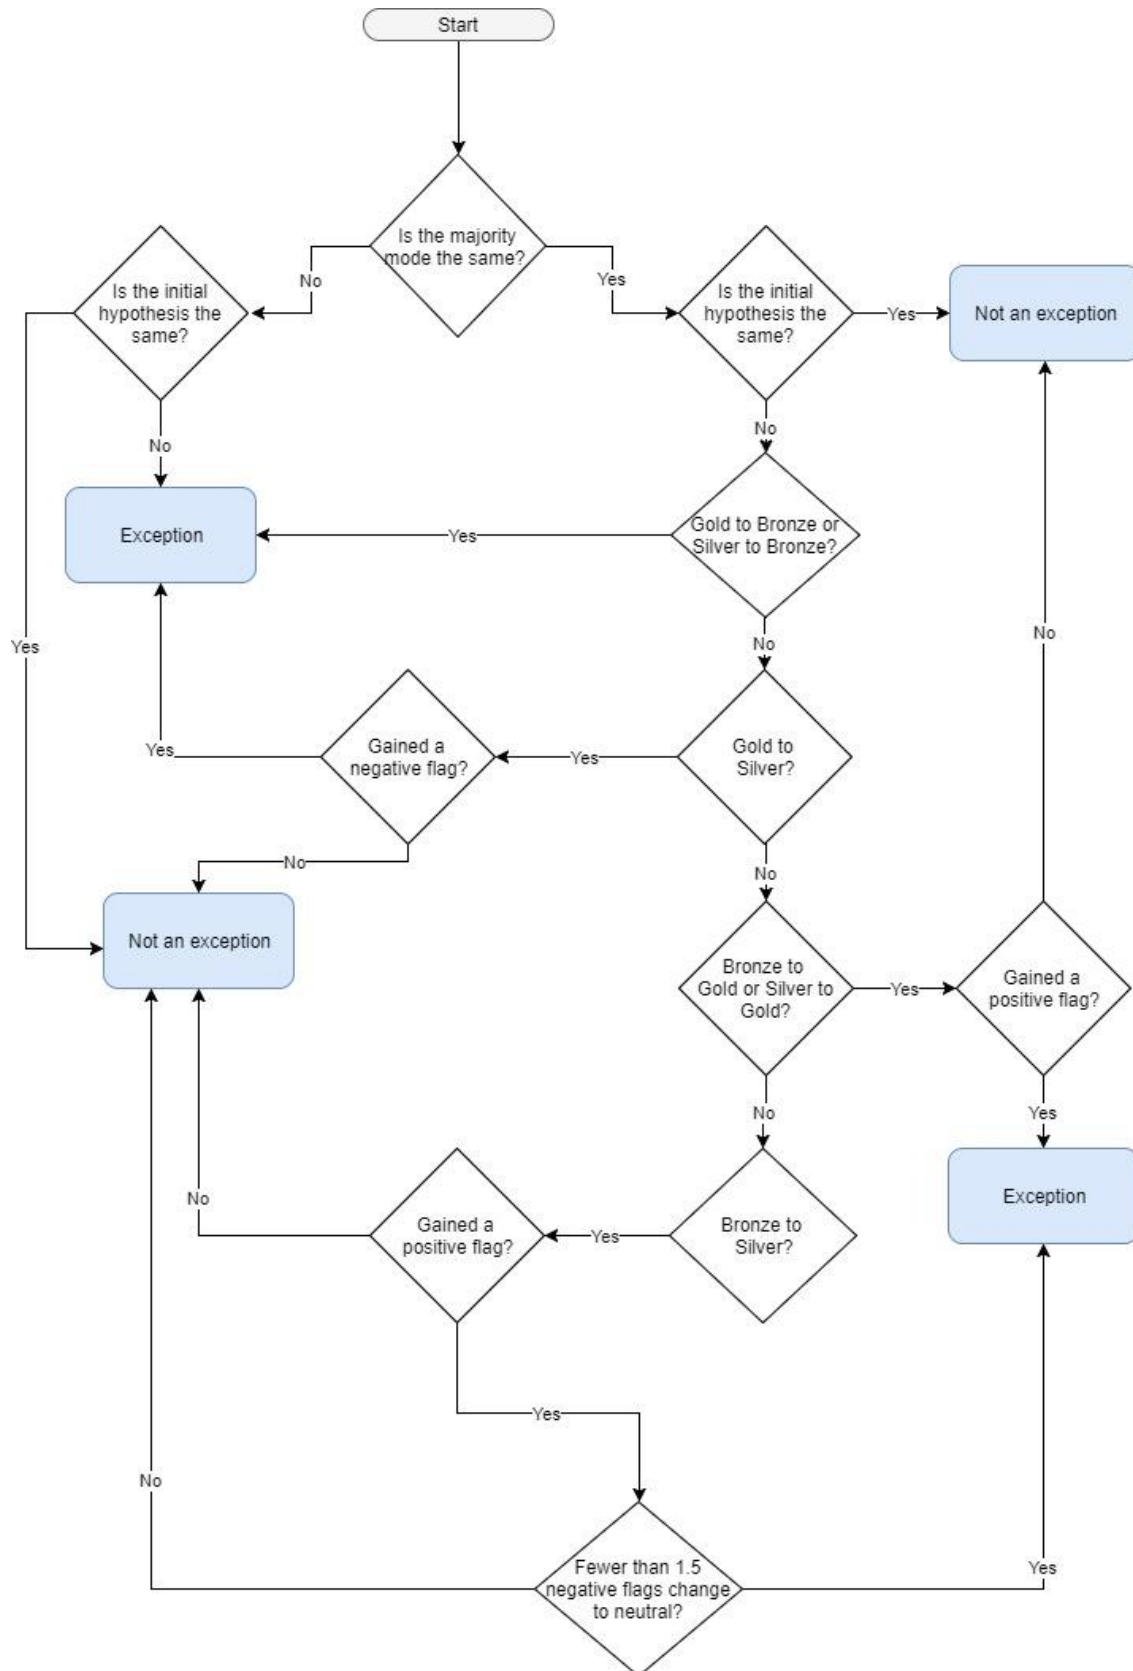 Start
Is the majority
mode the same?
No
Yes
Is the initial
hypothesis the
same?
Is the initial
hypothesis the
same?
Yes
Not an exception
No
No
Exception
Yes
Gold to Bronze or
Silver to Bronze?
Yes
No
No
Gained a
negative flag?
Yes
Yes
Gold to
Silver?
No
No
Not an exception
Bronze to
Gold or Silver to
Gold?
Yes
Gained a
positive flag?
No
Yes
No
Gained a
positive flag?
Yes
Bronze to
Silver?
Exception
Yes
No
Fewer than 1.5
negative flags change
to neutral?
Yes